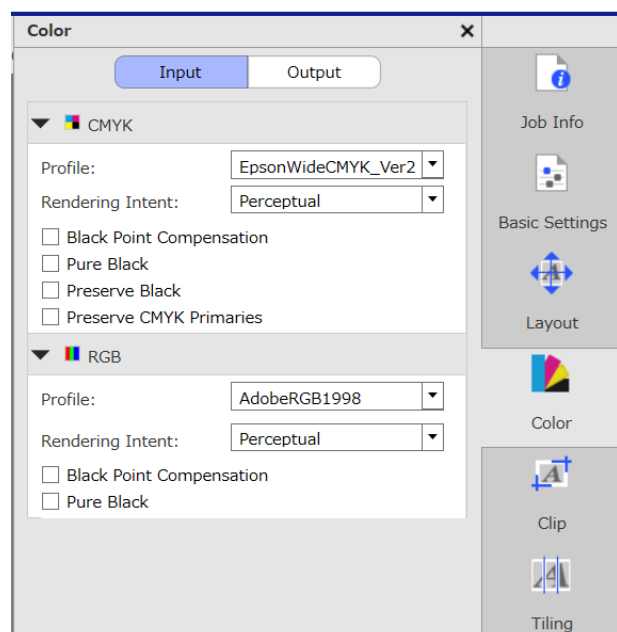 Color
Input Output
CMYK
Profile: EpsonWideCMYK_Ver2
Rendering Intent: Perceptual
Black Point Compensation
Pure Black
Preserve Black
Preserve CMYK Primaries
RGB
Profile: AdobeRGB1998
Rendering Intent: Perceptual
Black Point Compensation
Pure Black
Job Info
Basic Settings
Layout
Color
Clip
Tiling